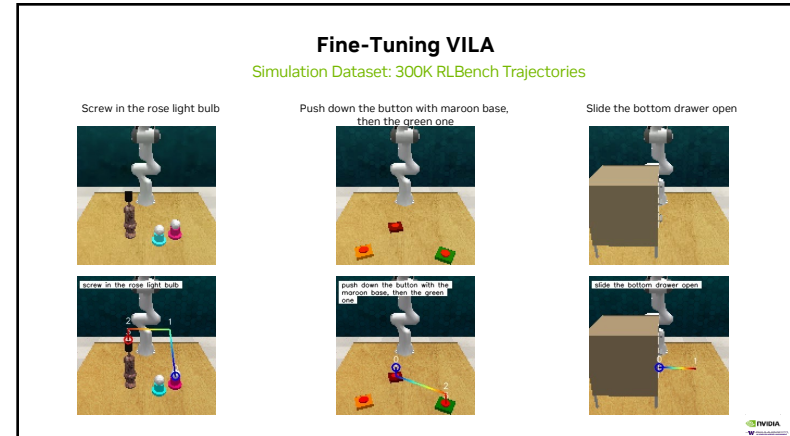 Fine-Tuning VILA
Simulation Dataset: 300K RLBench Trajectories
Screw in the rose light bulb
Push down the button with maroon base,
then the green one
Slide the bottom drawer open
screw in the rose light bulb
2
1
3
push down the button with the
maroon base, then the green
one
0
2
slide the bottom drawer open
0
1
NVIDIA
W